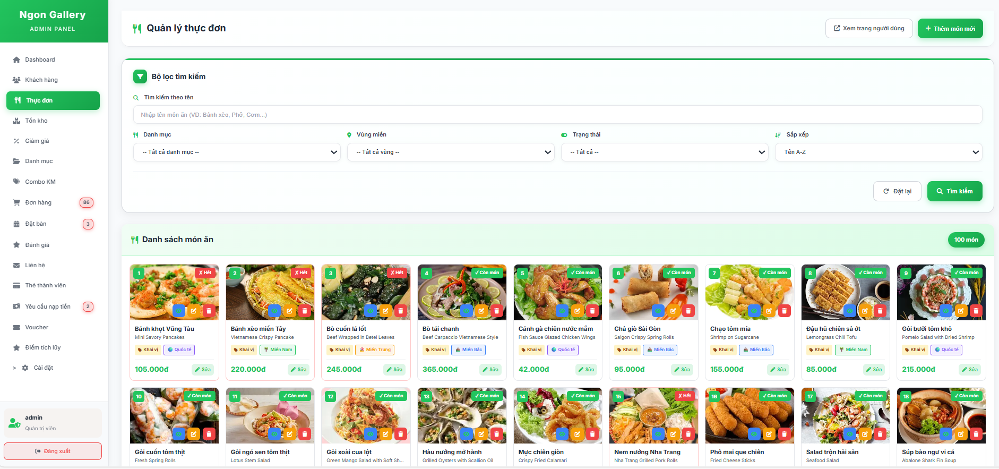 Ngon Gallery
ADMIN PANEL
Dashboard
Khách hàng
Thực đơn
Tồn kho
Giảm giá
Danh mục
Combo KM
Đơn hàng 86
Đặt bàn 3
Đánh giá
Liên hệ
Thẻ thành viên
Yêu cầu nạp tiền 2
Voucher
Điểm tích lũy
> Cài đặt
admin
Quản trị viên
Đăng xuất
Quản lý thực đơn
Xem trang người dùng
+ Thêm món mới
Bộ lọc tìm kiếm
Tìm kiếm theo tên
Nhập tên món ăn (VD: Bánh xèo, Phở, Cơm...)
Danh mục
-- Tất cả danh mục --
Vùng miền
-- Tất cả vùng --
Trạng thái
-- Tất cả --
Sắp xếp
Tên A-Z
Đặt lại
Tìm kiếm
Danh sách món ăn
100 món
1
✗ Hết
Bánh khọt Vũng Tàu
Mini Savory Pancakes
Khai vị
Quốc tế
105.000đ
Sửa
2
✗ Hết
Bánh xèo miền Tây
Vietnamese Crispy Pancake
Khai vị
Miền Nam
220.000đ
Sửa
3
✗ Hết
Bò cuốn lá lốt
Beef Wrapped in Betel Leaves
Khai vị
Miền Trung
245.000đ
Sửa
4
✓ Còn món
Bò tái chanh
Beef Carpaccio Vietnamese Style
Khai vị
Miền Bắc
365.000đ
Sửa
5
✓ Còn món
Cánh gà chiên nước mắm
Fish Sauce Glazed Chicken Wings
Khai vị
Quốc tế
42.000đ
Sửa
6
✓ Còn món
Chả giò Sài Gòn
Saigon Crispy Spring Rolls
Khai vị
Miền Bắc
95.000đ
Sửa
7
✓ Còn món
Chạo tôm mía
Shrimp on Sugarcane
Khai vị
Miền Bắc
155.000đ
Sửa
8
✓ Còn món
Đậu hũ chiên sả ớt
Lemongrass Chili Tofu
Khai vị
Miền Nam
85.000đ
Sửa
9
✓ Còn món
Gỏi bưởi tôm khô
Pomelo Salad with Dried Shrimp
Khai vị
Quốc tế
215.000đ
Sửa
10
✓ Còn món
Gỏi cuốn tôm thịt
Fresh Spring Rolls
11
✓ Còn món
Gỏi ngó sen tôm thịt
Lotus Stem Salad
12
✓ Còn món
Gỏi xoài cua lột
Green Mango Salad with Soft Sh...
13
✓ Còn món
Hàu nướng mỡ hành
Grilled Oysters with Scallion Oil
14
✓ Còn món
Mực chiên giòn
Crispy Fried Calamari
15
✗ Hết
Nem nướng Nha Trang
Nha Trang Grilled Pork Rolls
16
✓ Còn món
Phô mai que chiên
Fried Cheese Sticks
17
✓ Còn món
Salad trộn hải sản
Seafood Salad
18
✓ Còn món
Súp bào ngư vi cá
Abalone Shark Fin Soup